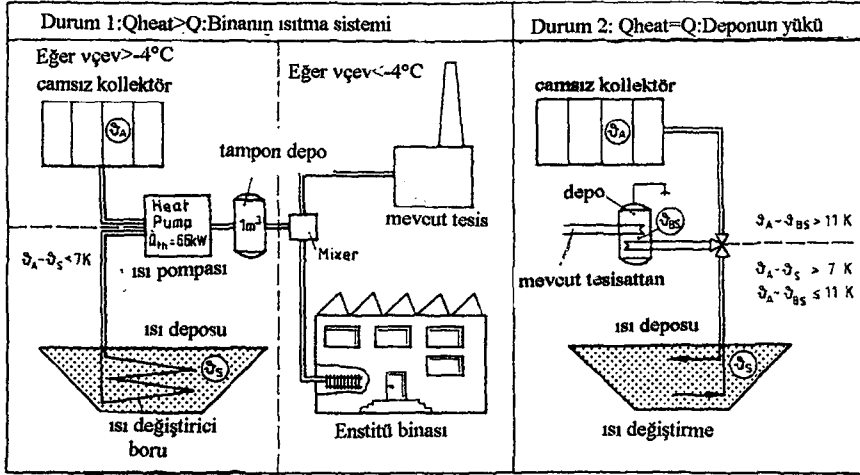 Durum 1:Qheat>Q:Binanın ısıtma sistemi
Eğer vçev>-4°C
camsız kollektör
ϑA
Eğer vçev<-4°C
tampon depo
Heat
Pump
Q̇th=66kW
1m³
ısı pompası
Mixer
mevcut tesis
ϑA-ϑS<7K
ısı deposu
ϑS
ısı değiştirici
boru
Enstitü binası
Durum 2: Qheat=Q:Deponun yükü
camsız kollektör
ϑA
depo
ϑBS
mevcut tesisattan
ϑA-ϑBS>11 K
ϑA-ϑS > 7 K
ϑA-ϑBS ≤ 11 K
ısı deposu
ϑS
ısı değiştirme